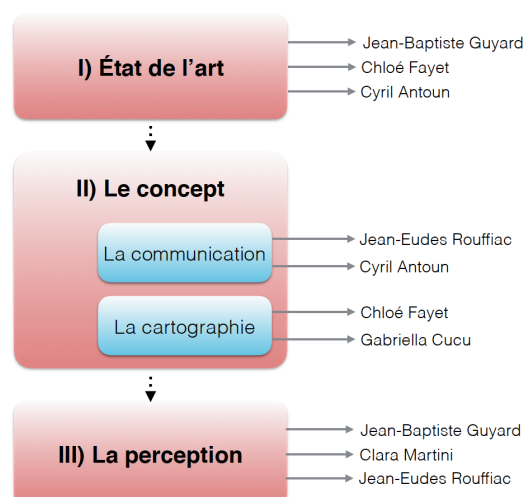 I) État de l’art
Jean-Baptiste Guyard
Chloé Fayet
Cyril Antoun
II) Le concept
La communication
Jean-Eudes Rouffiac
Cyril Antoun
La cartographie
Chloé Fayet
Gabriella Cucu
III) La perception
Jean-Baptiste Guyard
Clara Martini
Jean-Eudes Rouffiac